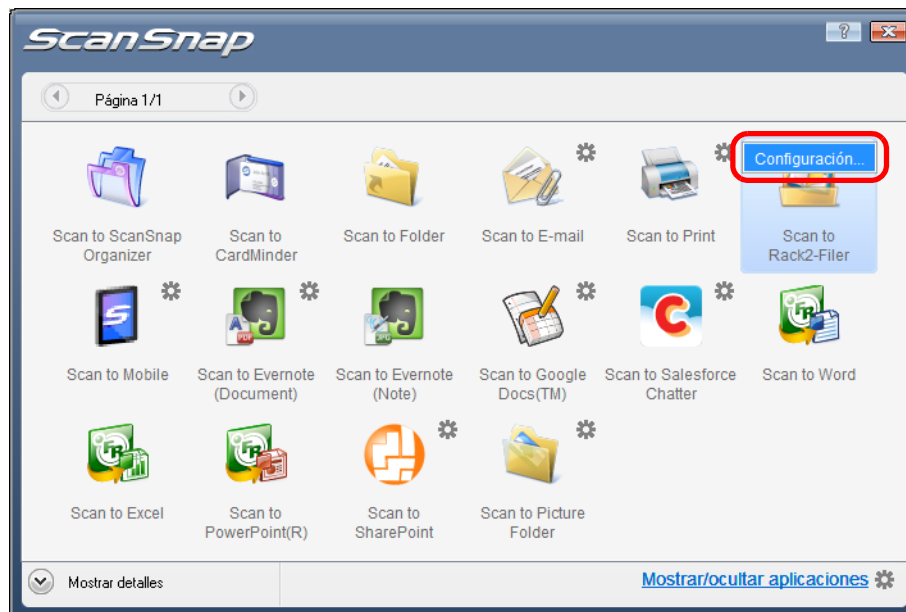 ScanSnap
Página 1/1
Configuración...
Scan to ScanSnap
Organizer
Scan to
CardMinder
Scan to Folder
Scan to E-mail
Scan to Print
Scan to
Rack2-Filer
Scan to Mobile
Scan to Evernote
(Document)
Scan to Evernote
(Note)
Scan to Google
Docs(TM)
Scan to Salesforce
Chatter
Scan to Word
Scan to Excel
Scan to
PowerPoint(R)
Scan to
SharePoint
Scan to Picture
Folder
Mostrar detalles
Mostrar/ocultar aplicaciones